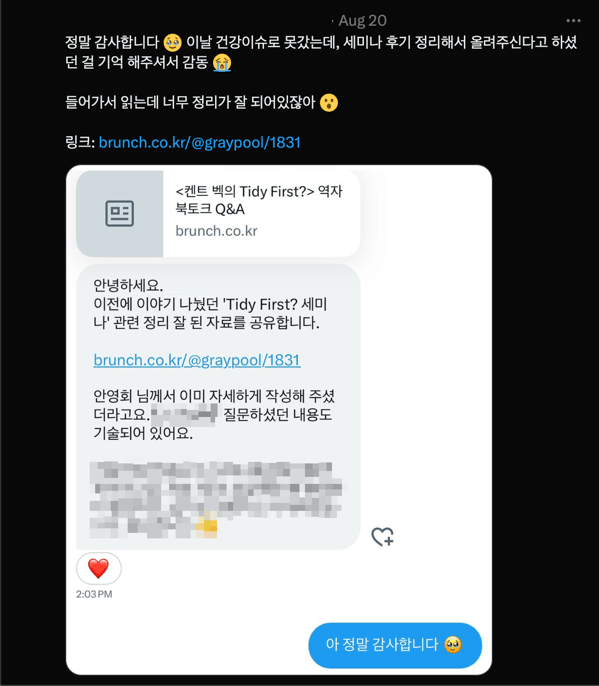 · Aug 20
정말 감사합니다 🥹 이날 건강이슈로 못갔는데, 세미나 후기 정리해서 올려주신다고 하셨
던 걸 기억 해주셔서 감동 😭
들어가서 읽는데 너무 정리가 잘 되어있잖아 😮
링크: brunch.co.kr/@graypool/1831
<켄트 벡의 Tidy First?> 역자
북토크 Q&A
brunch.co.kr
안녕하세요.
이전에 이야기 나눴던 'Tidy First? 세미
나' 관련 정리 잘 된 자료를 공유합니다.
brunch.co.kr/@graypool/1831
안영회 님께서 이미 자세하게 작성해 주셨
더라고요. 질문하셨던 내용도
기술되어 있어요.
❤️
2:03 PM
아 정말 감사합니다 🥹